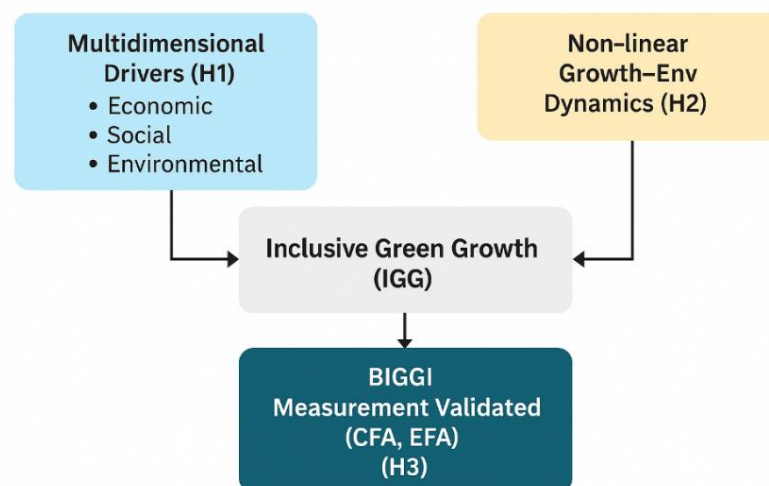 Multidimensional
Drivers (H1)
• Economic
• Social
• Environmental
Non-linear
Growth–Env
Dynamics (H2)
Inclusive Green Growth
(IGG)
BIGGI
Measurement Validated
(CFA, EFA)
(H3)